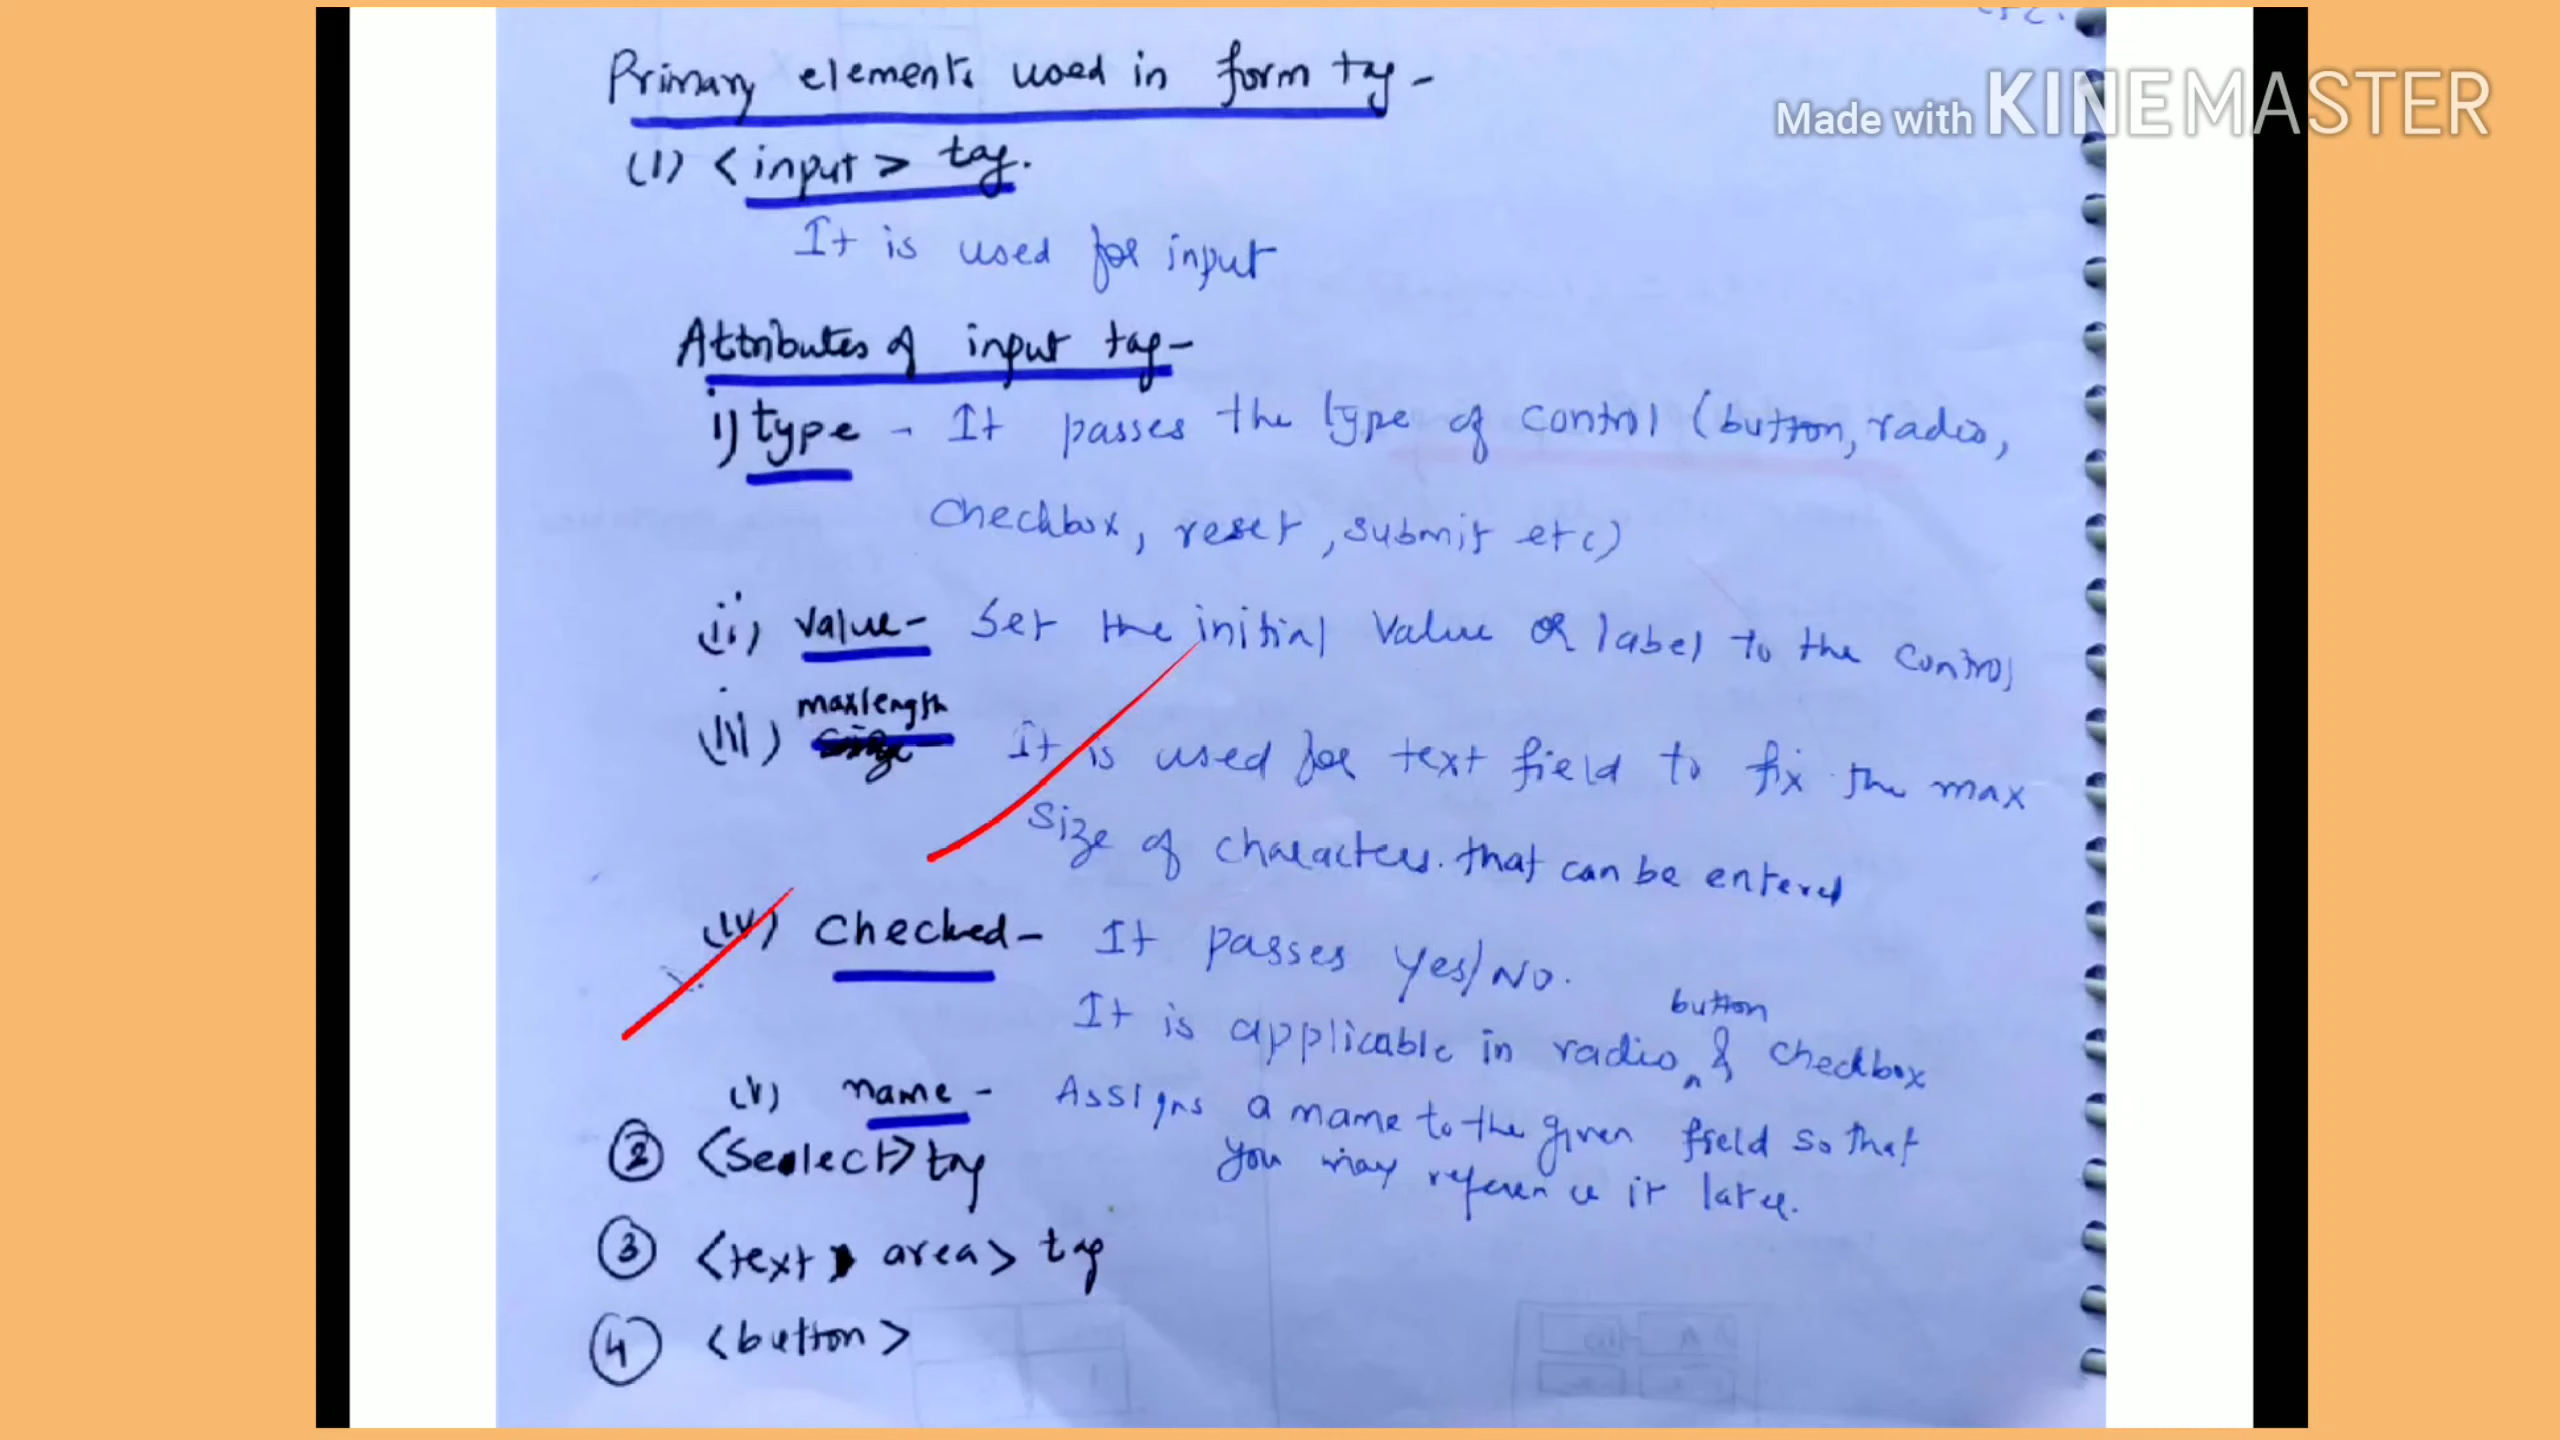 Primary elements used in form tag -
Made with KINEMASTER
(1) <input> tag.
It is used for input
Attributes of input tag -
i) type - It passes the type of control (button, radio,
checkbox, reset, submit etc)
(ii) value - Set the initial value or label to the control
maxlength
(iii) size It is used for text field to fix the max
size of characters. that can be entered
(iv) checked - It passes yes/No.
button
It is applicable in radio & checkbox
(v) name - Assigns a name to the given field so that
② <select> tag
you may reference it later.
③ <text area> tag
④ <button>